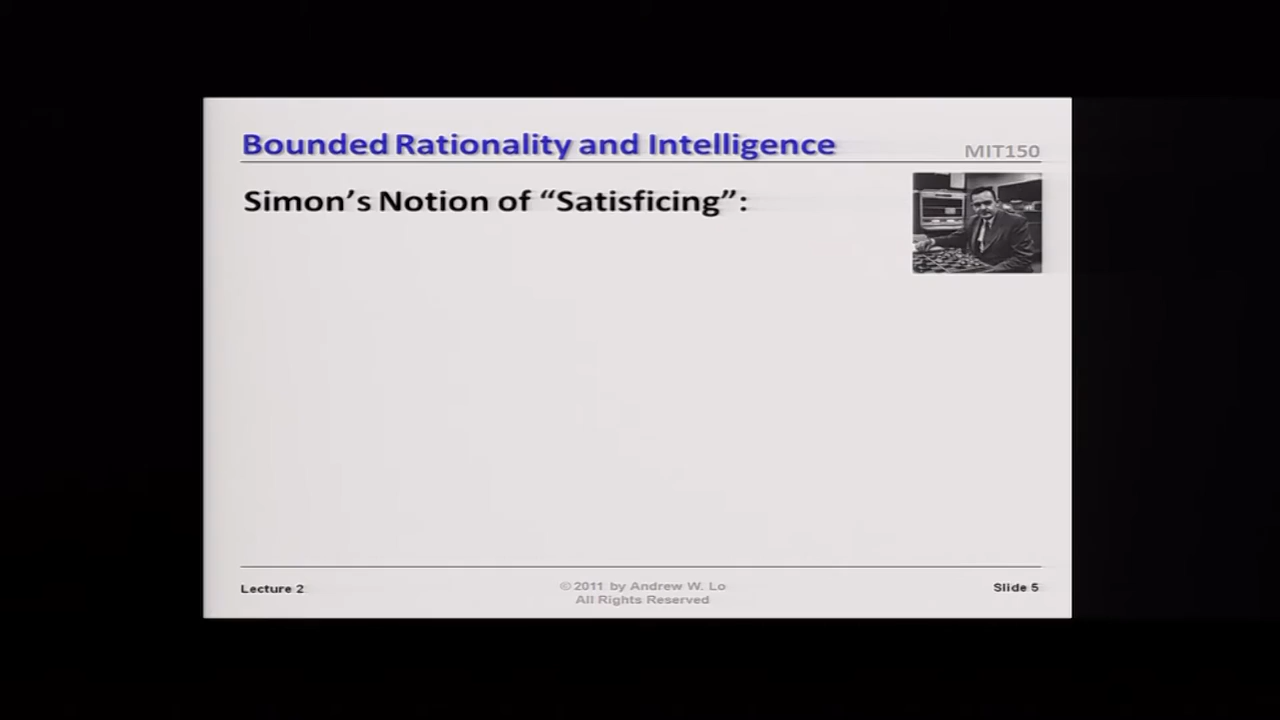 Bounded Rationality and Intelligence
MIT150
Simon's Notion of “Satisficing”:
Lecture 2
© 2011 by Andrew W. Lo
All Rights Reserved
Slide 5